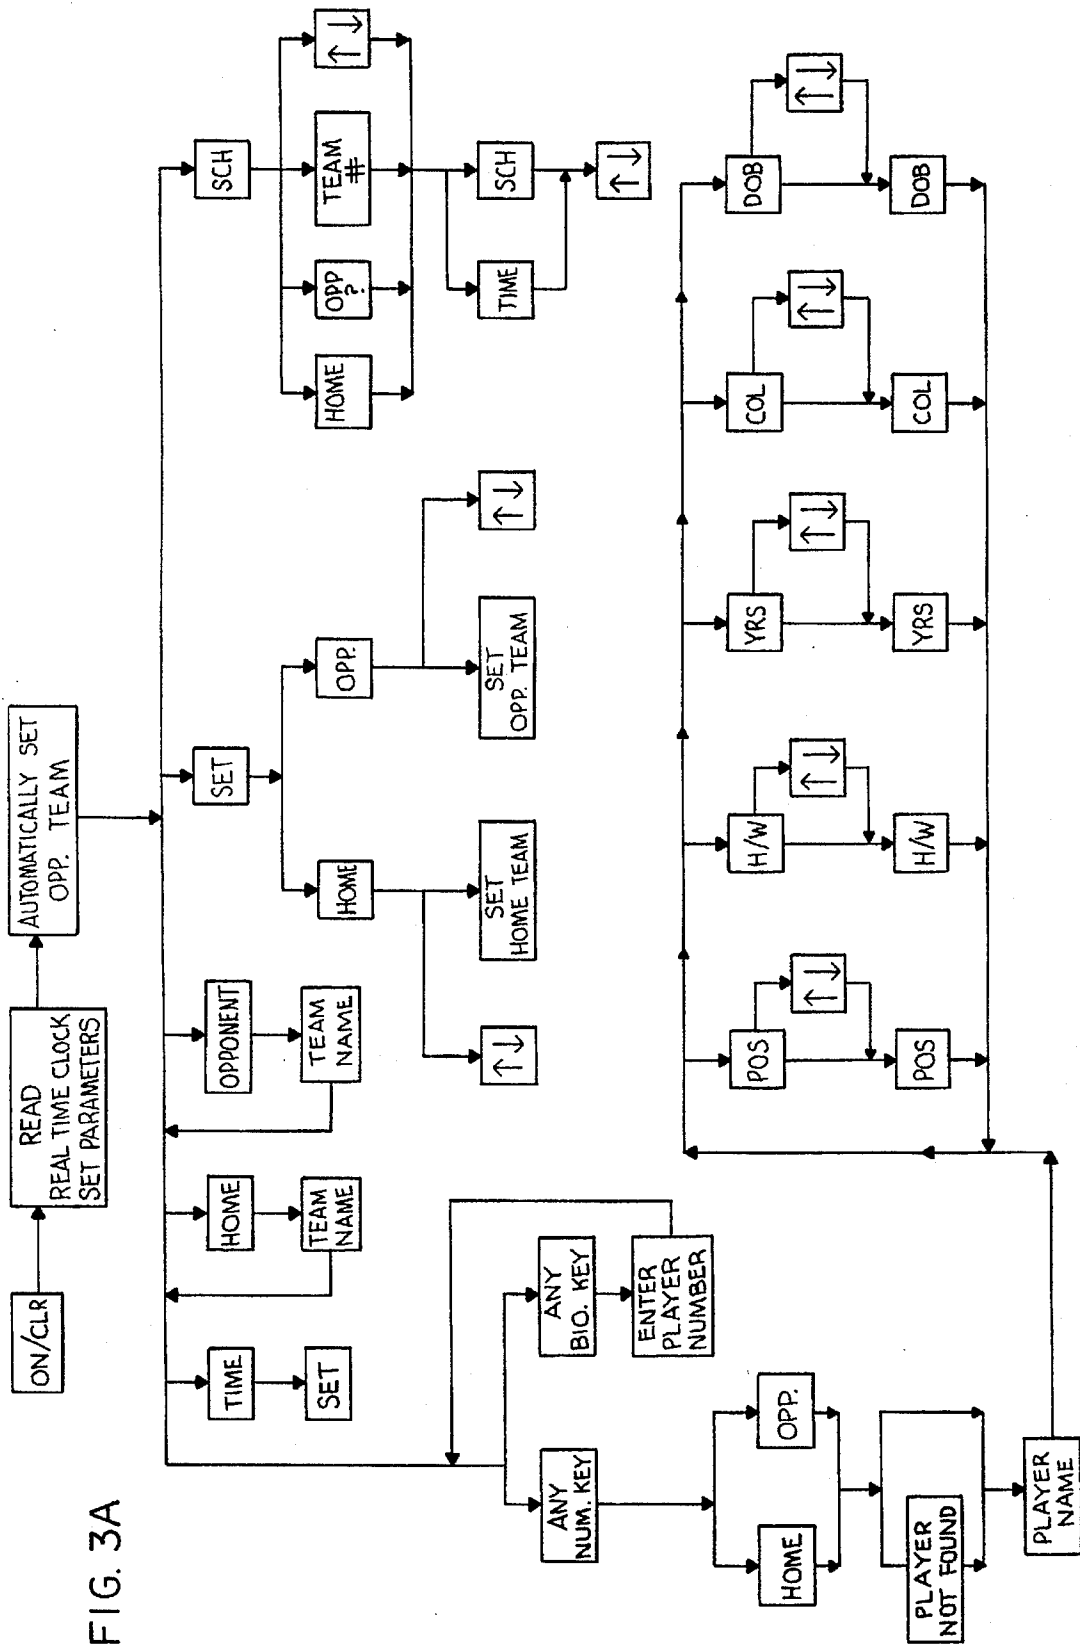 FIG. 3A
ON/CLR
READ
REAL TIME CLOCK
SET PARAMETERS
AUTOMATICALLY SET
OPP. TEAM
TIME
SET
HOME
TEAM
NAME
OPPONENT
TEAM
NAME
SET
HOME
OPP.
↑↓
SET
HOME TEAM
SET
OPP. TEAM
↑↓
SCH
HOME
OPP
?
TEAM
#
↑↓
TIME
SCH
↑↓
ANY
NUM. KEY
ANY
BIO. KEY
ENTER
PLAYER
NUMBER
HOME
OPP.
PLAYER
NOT FOUND
PLAYER
NAME
POS
↑↓
POS
H/W
↑↓
H/W
YRS
↑↓
YRS
COL
↑↓
COL
DOB
↑↓
DOB